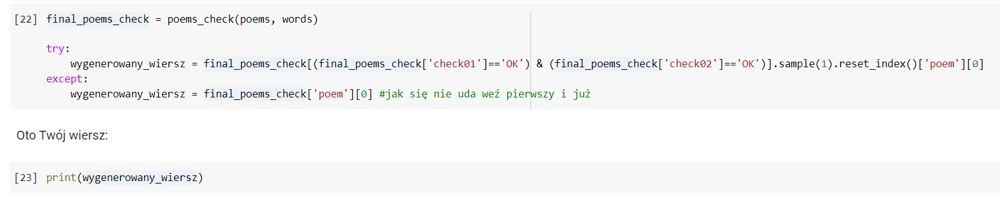 [22] final_poems_check = poems_check(poems, words)
try:
wygenerowany_wiersz = final_poems_check[(final_poems_check['check01']=='OK') & (final_poems_check['check02']=='OK')].sample(1).reset_index()['poem'][0]
except:
wygenerowany_wiersz = final_poems_check['poem'][0] #jak się nie uda weź pierwszy i już
Oto Twój wiersz:
[23] print(wygenerowany_wiersz)